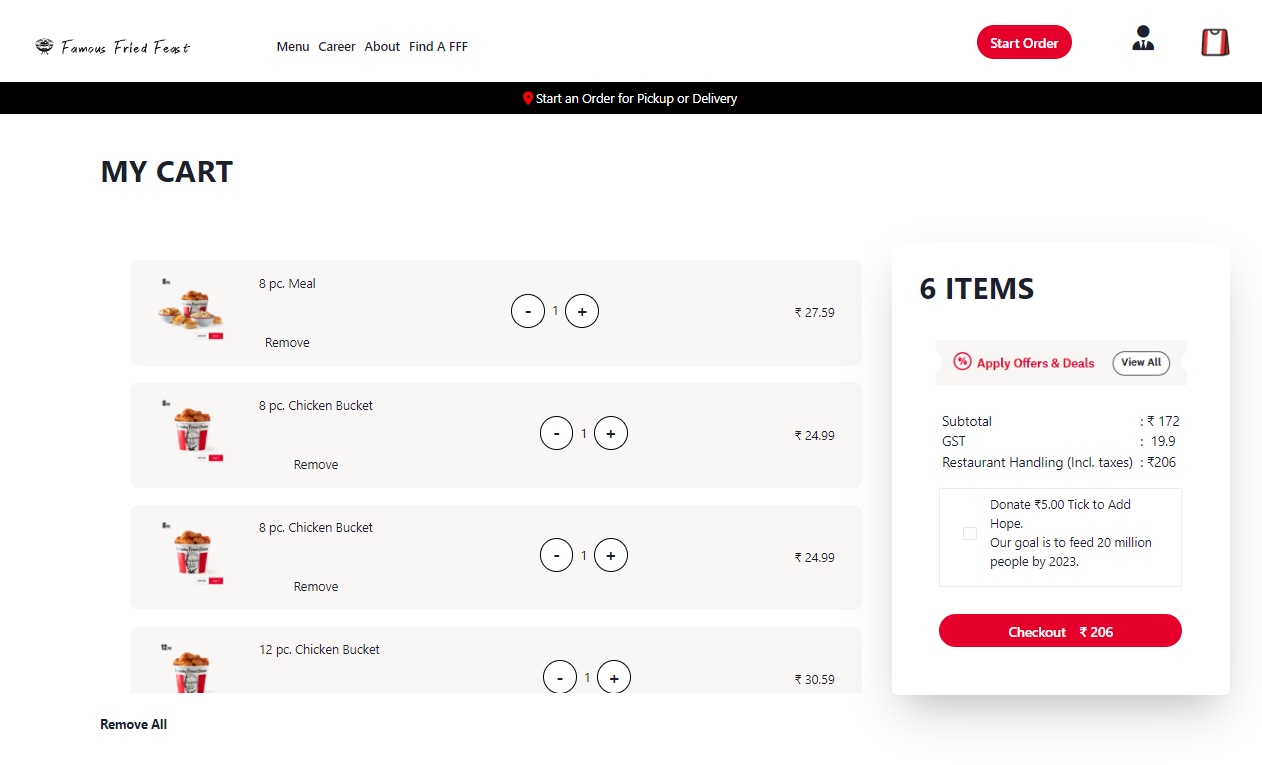 Famous Fried Feast
Menu Career About Find A FFF
Start Order
Start an Order for Pickup or Delivery
MY CART
8 pc. Meal
- 1 +
₹ 27.59
Remove
8 pc. Chicken Bucket
- 1 +
₹ 24.99
Remove
8 pc. Chicken Bucket
- 1 +
₹ 24.99
Remove
12 pc. Chicken Bucket
- 1 +
₹ 30.59
Remove All
6 ITEMS
% Apply Offers & Deals View All
Subtotal : ₹ 172
GST : 19.9
Restaurant Handling (Incl. taxes) : ₹206
Donate ₹5.00 Tick to Add
Hope.
Our goal is to feed 20 million
people by 2023.
Checkout ₹ 206